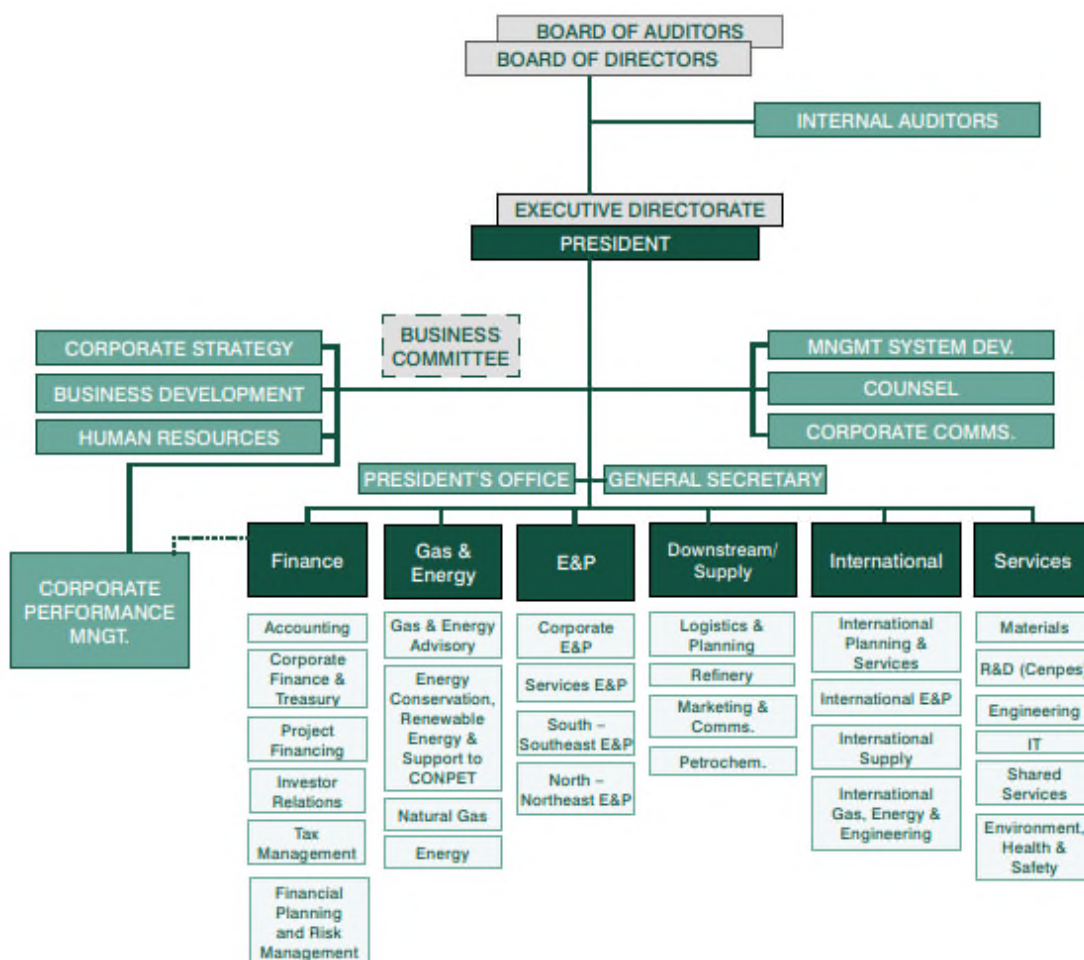 BOARD OF AUDITORS
BOARD OF DIRECTORS
INTERNAL AUDITORS
EXECUTIVE DIRECTORATE
PRESIDENT
BUSINESS
COMMITTEE
CORPORATE STRATEGY
BUSINESS DEVELOPMENT
HUMAN RESOURCES
MNGMT SYSTEM DEV.
COUNSEL
CORPORATE COMMS.
PRESIDENT'S OFFICE
GENERAL SECRETARY
CORPORATE
PERFORMANCE
MNGT.
Finance
Accounting
Corporate
Finance &
Treasury
Project
Financing
Investor
Relations
Tax
Management
Financial
Planning
and Risk
Management
Gas &
Energy
Gas & Energy
Advisory
Energy
Conservation,
Renewable
Energy &
Support to
CONPET
Natural Gas
Energy
E&P
Corporate
E&P
Services E&P
South –
Southeast E&P
North –
Northeast E&P
Downstream/
Supply
Logistics &
Planning
Refinery
Marketing &
Comms.
Petrochem.
International
International
Planning &
Services
International E&P
International
Supply
International
Gas, Energy &
Engineering
Services
Materials
R&D (Cenpes)
Engineering
IT
Shared
Services
Environment,
Health &
Safety